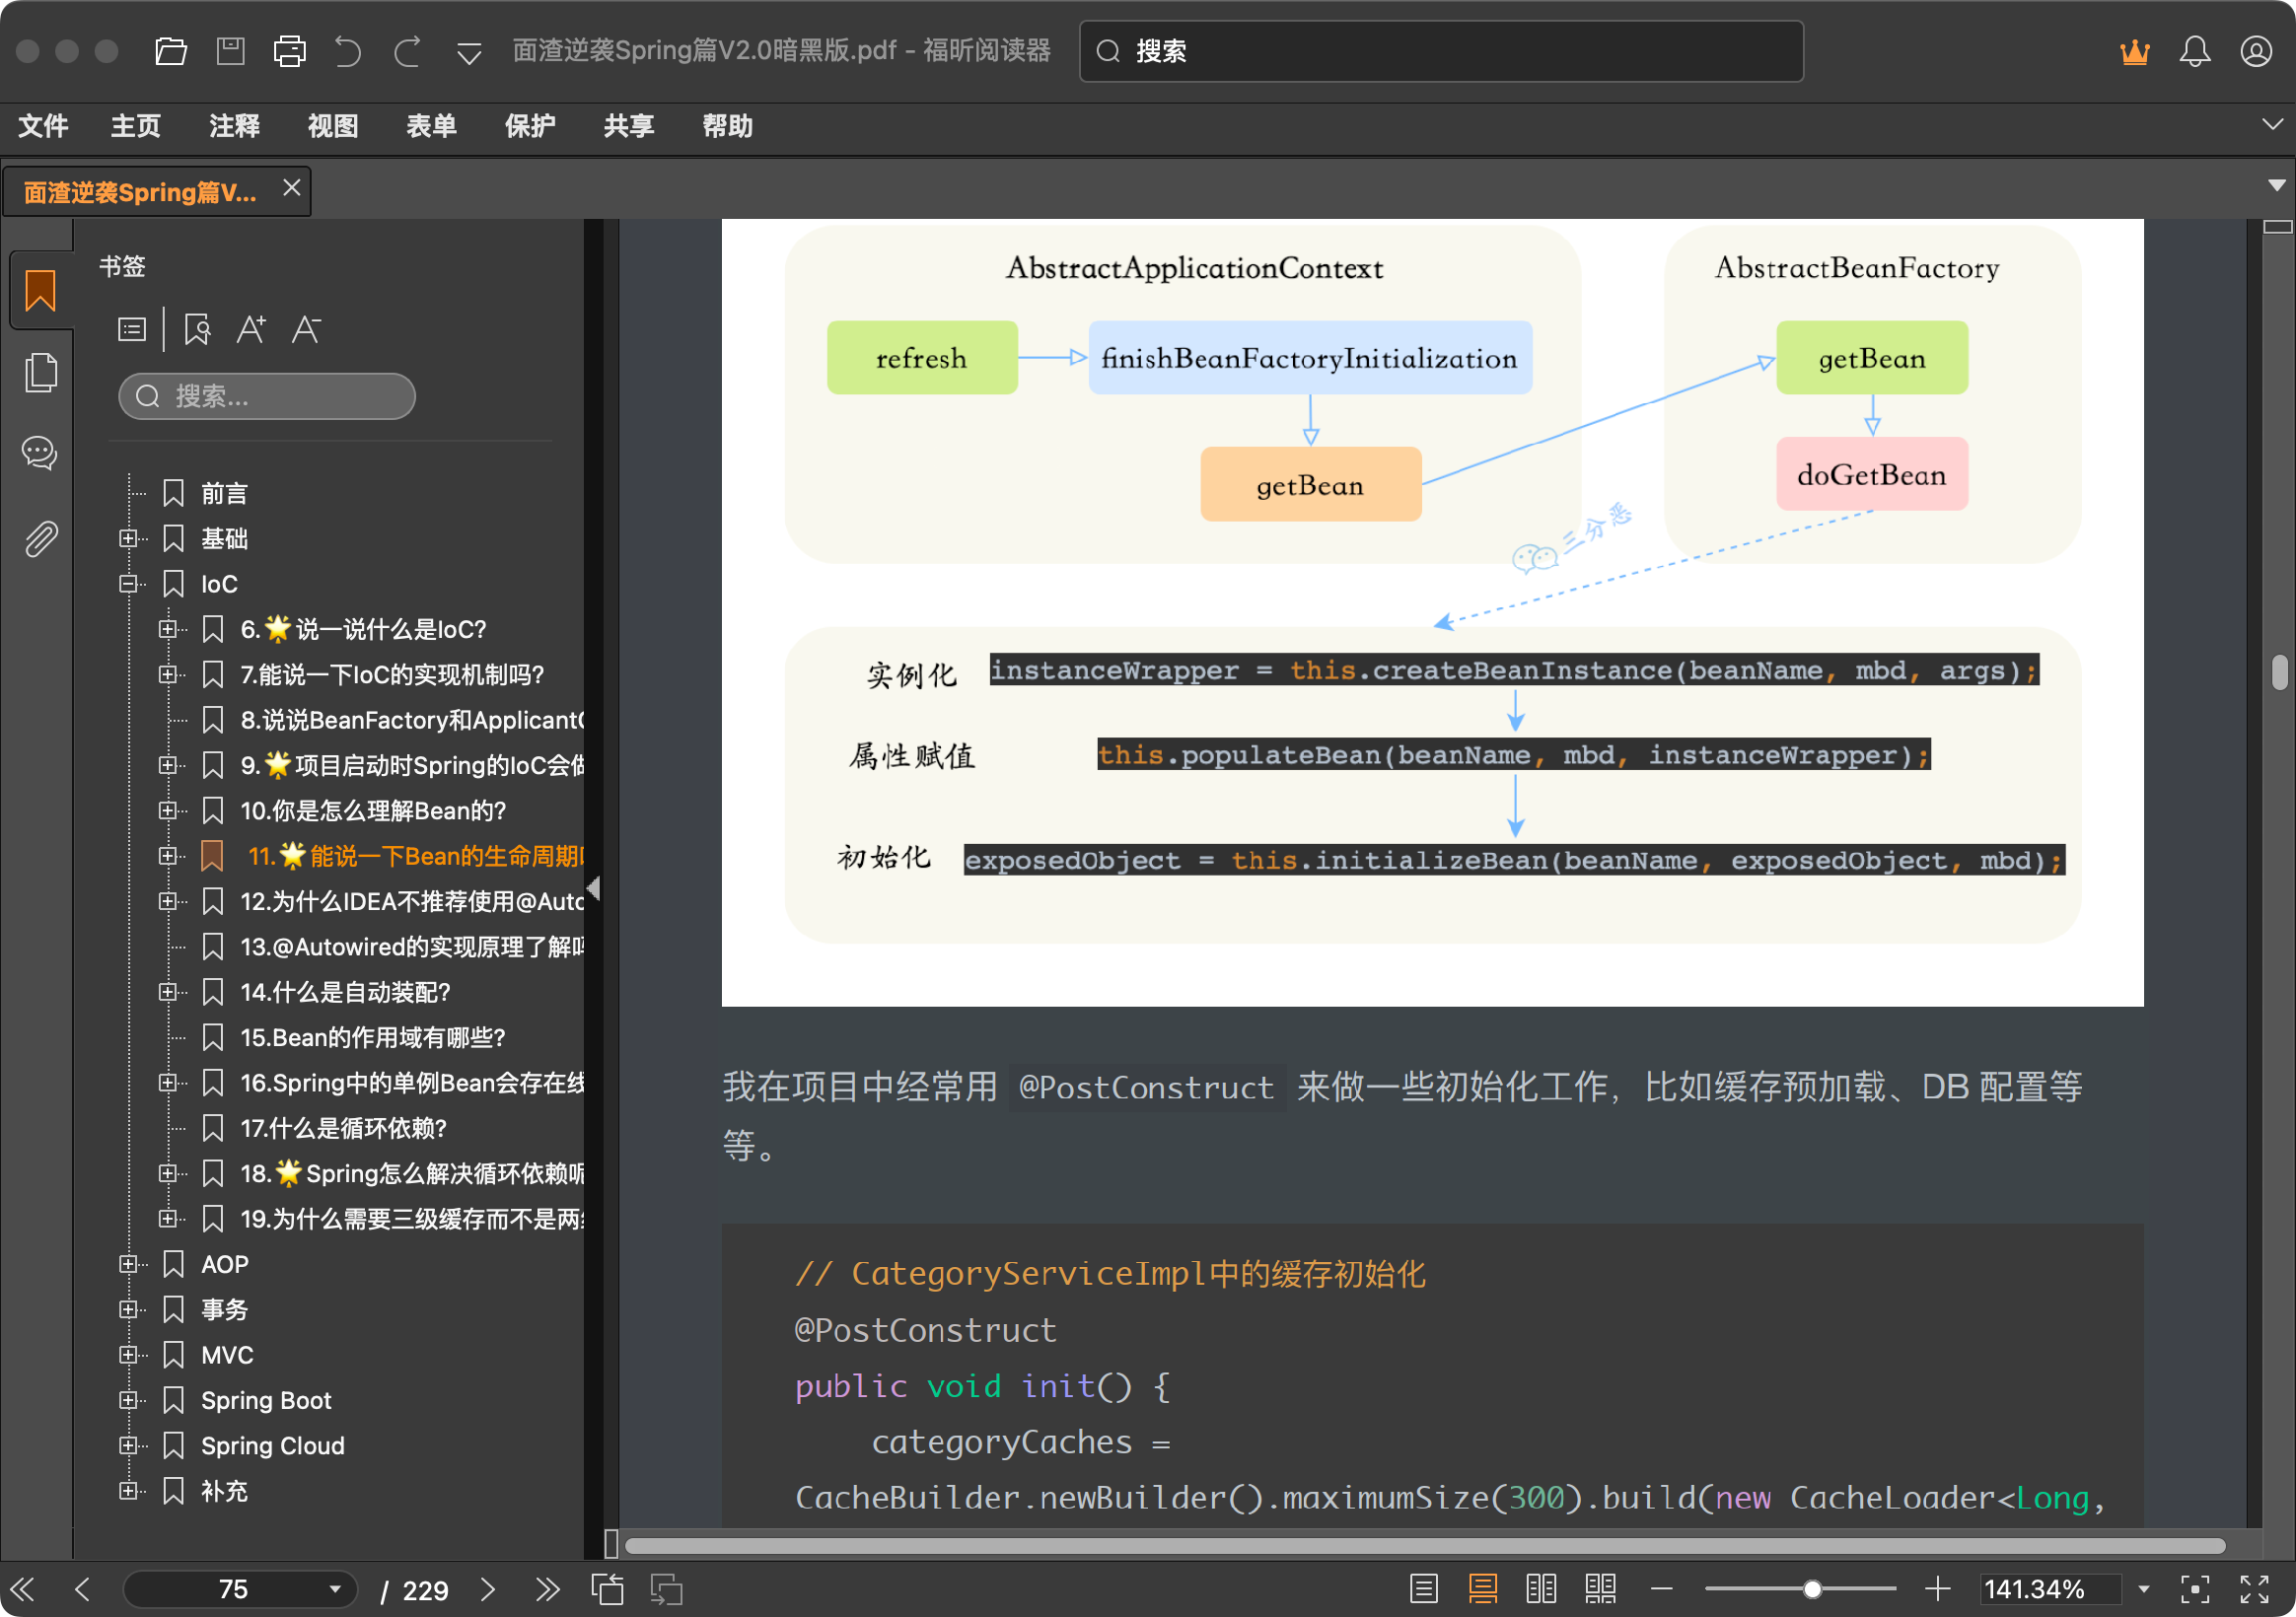 面渣逆袭Spring篇V2.0暗黑版.pdf - 福昕阅读器
搜索
文件 主页 注释 视图 表单 保护 共享 帮助
面渣逆袭Spring篇V...
书签
搜索...
前言
基础
IoC
6.🌟说一说什么是IoC?
7.能说一下IoC的实现机制吗?
8.说说BeanFactory和Applicant
9.🌟项目启动时Spring的IoC会做
10.你是怎么理解Bean的?
11.🌟能说一下Bean的生命周期
12.为什么IDEA不推荐使用@Auto
13.@Autowired的实现原理了解吗
14.什么是自动装配?
15.Bean的作用域有哪些?
16.Spring中的单例Bean会存在线
17.什么是循环依赖?
18.🌟Spring怎么解决循环依赖呢
19.为什么需要三级缓存而不是两
AOP
事务
MVC
Spring Boot
Spring Cloud
补充
AbstractApplicationContext
AbstractBeanFactory
refresh
finishBeanFactoryInitialization
getBean
getBean
doGetBean
三分恶
实例化 instanceWrapper = this.createBeanInstance(beanName, mbd, args);
属性赋值 this.populateBean(beanName, mbd, instanceWrapper);
初始化 exposedObject = this.initializeBean(beanName, exposedObject, mbd);
我在项目中经常用 @PostConstruct 来做一些初始化工作，比如缓存预加载、DB 配置等
等。
// CategoryServiceImpl中的缓存初始化
@PostConstruct
public void init() {
categoryCaches =
CacheBuilder.newBuilder().maximumSize(300).build(new CacheLoader<Long,
75 / 229
141.34%